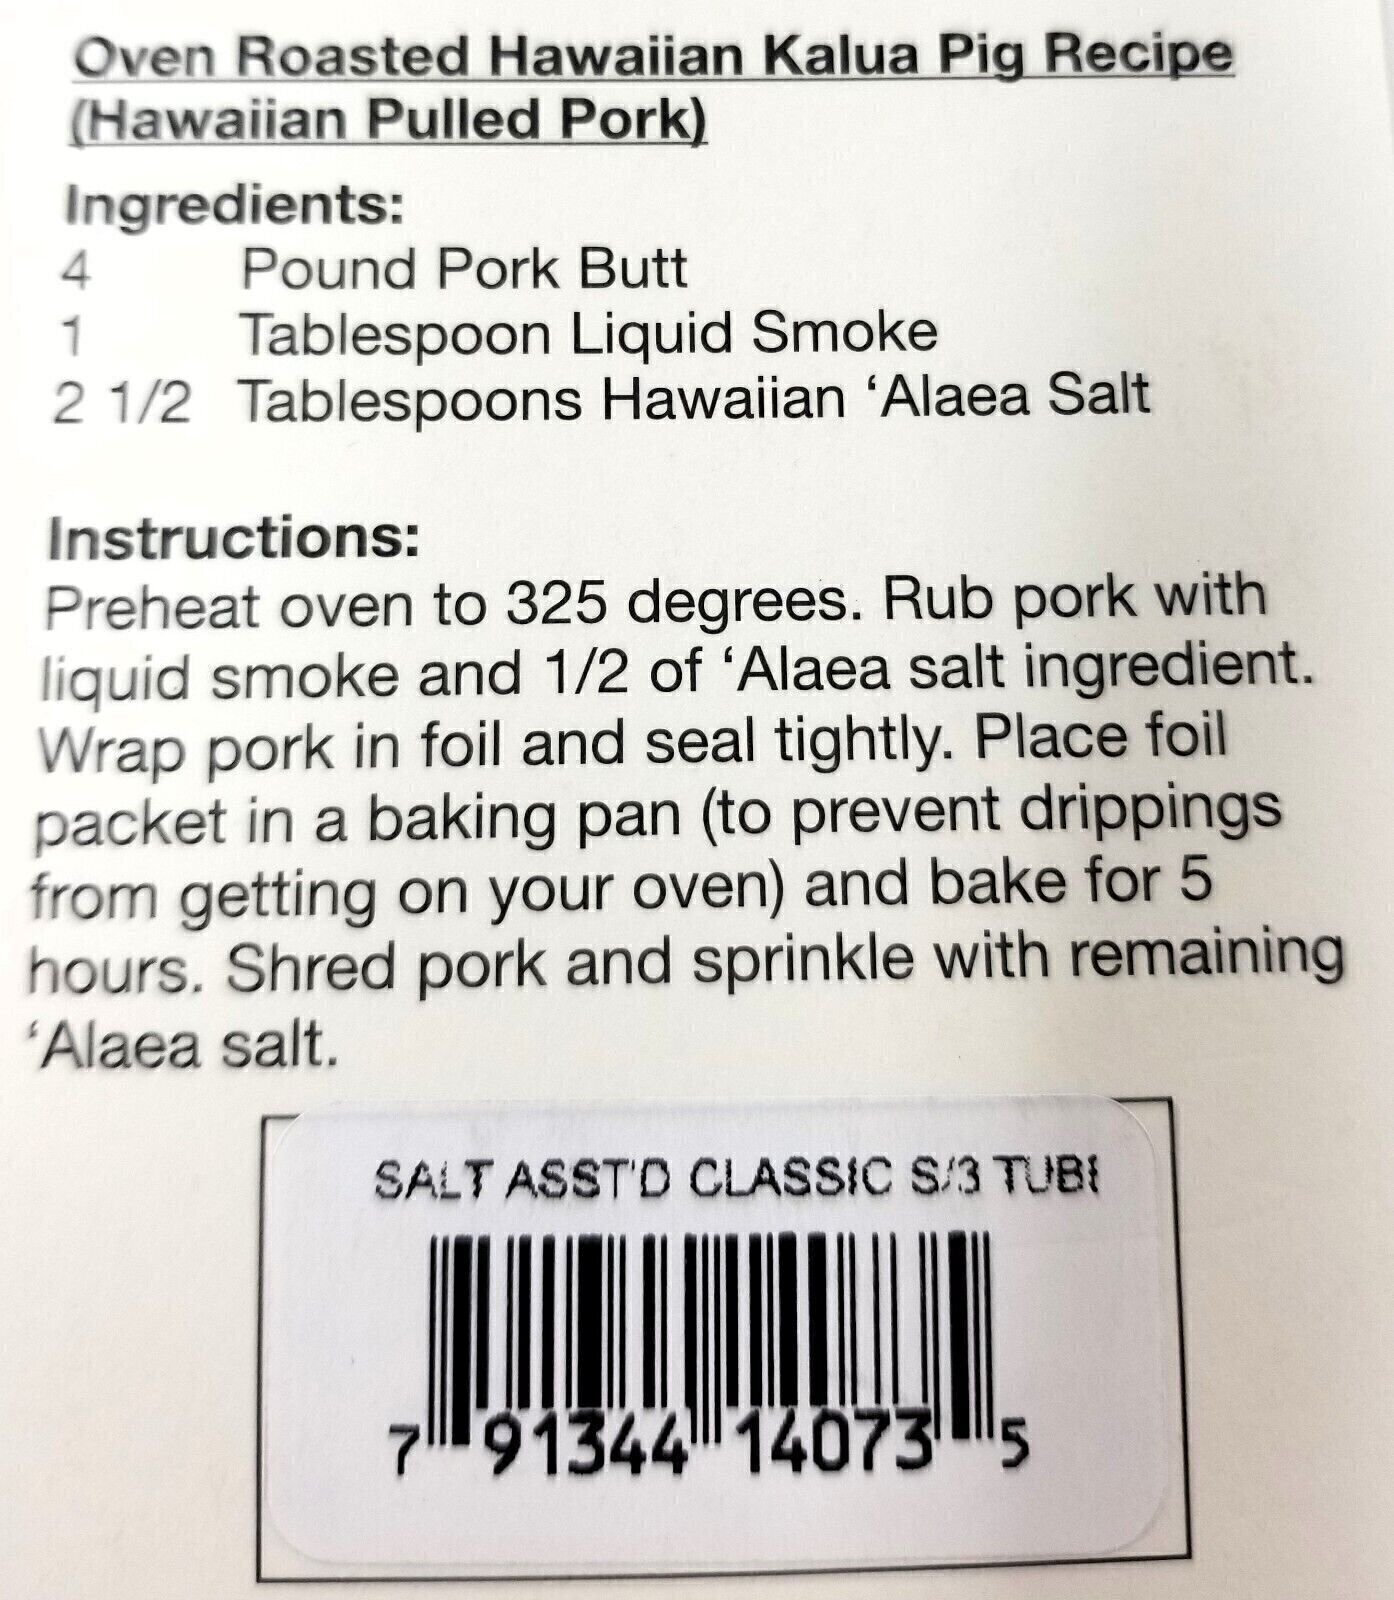 Oven Roasted Hawaiian Kalua Pig Recipe
(Hawaiian Pulled Pork)
Ingredients:
4 Pound Pork Butt
1 Tablespoon Liquid Smoke
2 1/2 Tablespoons Hawaiian ‘Alaea Salt
Instructions:
Preheat oven to 325 degrees. Rub pork with
liquid smoke and 1/2 of ‘Alaea salt ingredient.
Wrap pork in foil and seal tightly. Place foil
packet in a baking pan (to prevent drippings
from getting on your oven) and bake for 5
hours. Shred pork and sprinkle with remaining
‘Alaea salt.
SALT ASST'D CLASSIC S/3 TUBE
7 91344 14073 5